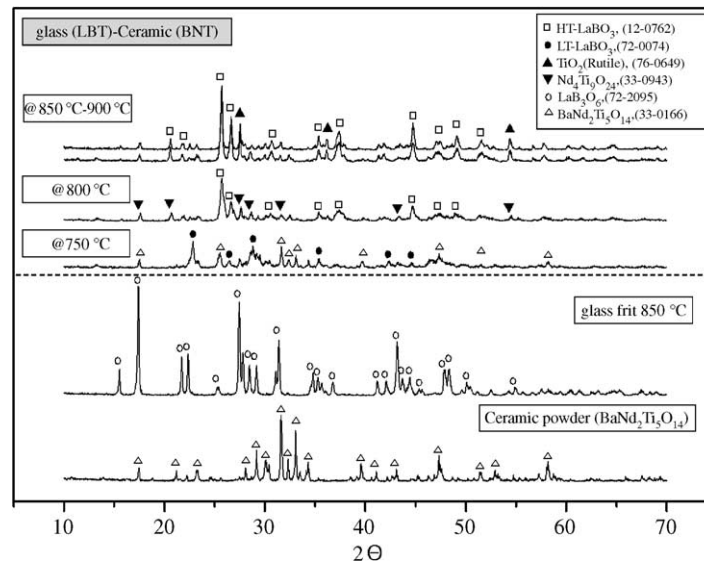 glass (LBT)-Ceramic (BNT)
HT-LaBO3, (12-0762)
LT-LaBO3,(72-0074)
TiO2(Rutile), (76-0649)
Nd4Ti9O24,(33-0943)
LaB3O6,(72-2095)
BaNd2Ti5O14,(33-0166)
@850 °C-900 °C
@800 °C
@750 °C
glass frit 850 °C
Ceramic powder (BaNd2Ti5O14)
10 20 30 40 50 60 70
2 Θ